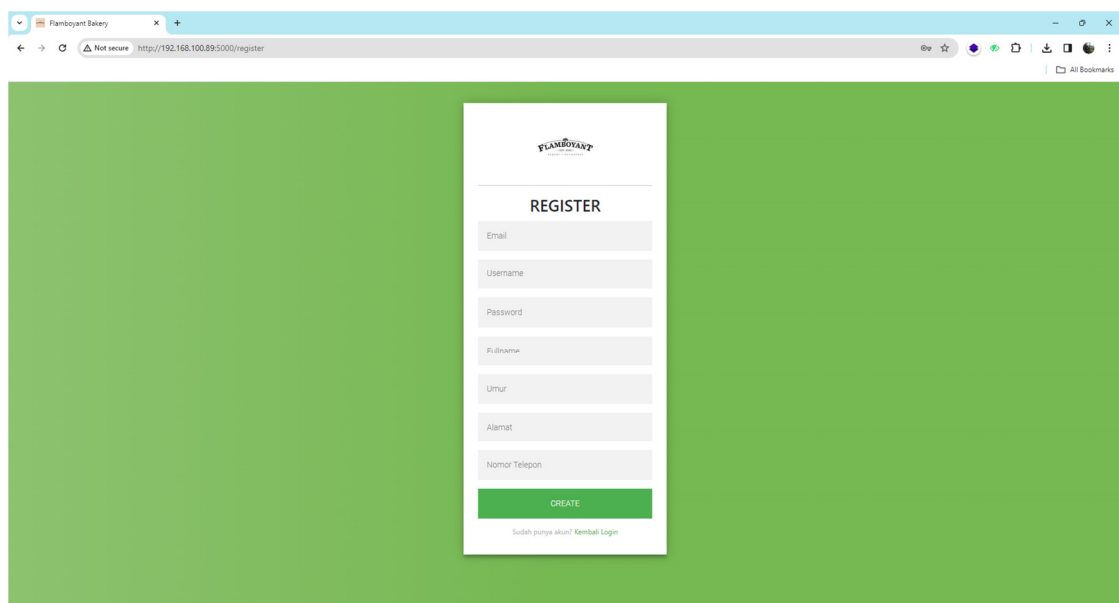 Flamboyant Bakery
Not secure http://192.168.100.89:5000/register
All Bookmarks
FLAMBOYANT
REGISTER
Email
Username
Password
Fullname
Umur
Alamat
Nomor Telepon
CREATE
Sudah punya akun? Kembali Login